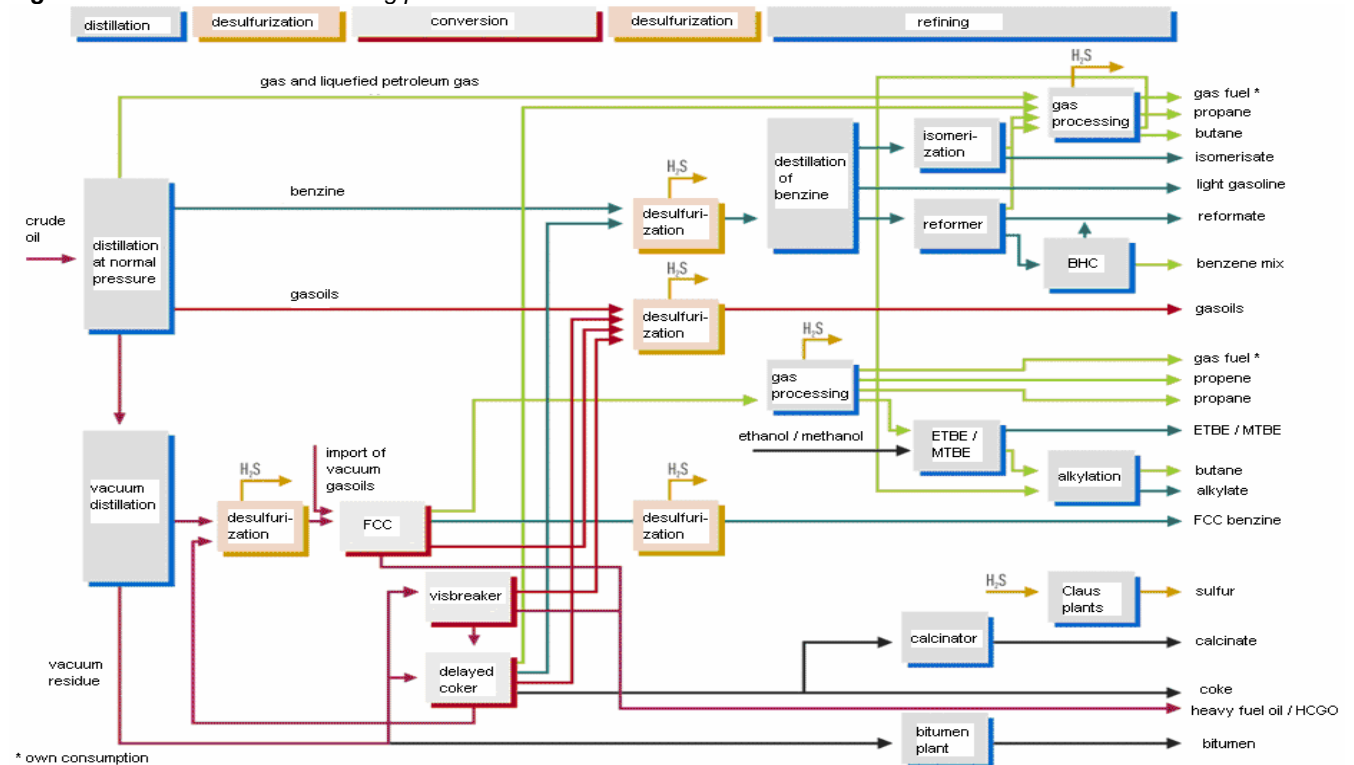 distillation
desulfurization
conversion
desulfurization
refining
gas and liquefied petroleum gas
H₂S
gas processing
gas fuel *
propane
butane
isomeri-
zation
isomerisate
destillation
of
benzine
light gasoline
benzine
H₂S
desulfuri-
zation
reformer
reformate
crude
oil
distillation
at normal
pressure
BHC
benzene mix
gasoils
H₂S
desulfuri-
zation
gasoils
H₂S
gas
processing
gas fuel *
propene
propane
ethanol / methanol
ETBE /
MTBE
ETBE / MTBE
import of
vacuum
gasoils
vacuum
distillation
H₂S
desulfuri-
zation
FCC
H₂S
desulfuri-
zation
alkylation
butane
alkylate
FCC benzine
visbreaker
H₂S
Claus
plants
sulfur
calcinator
calcinate
vacuum
residue
delayed
coker
coke
heavy fuel oil / HCGO
bitumen
plant
bitumen
* own consumption